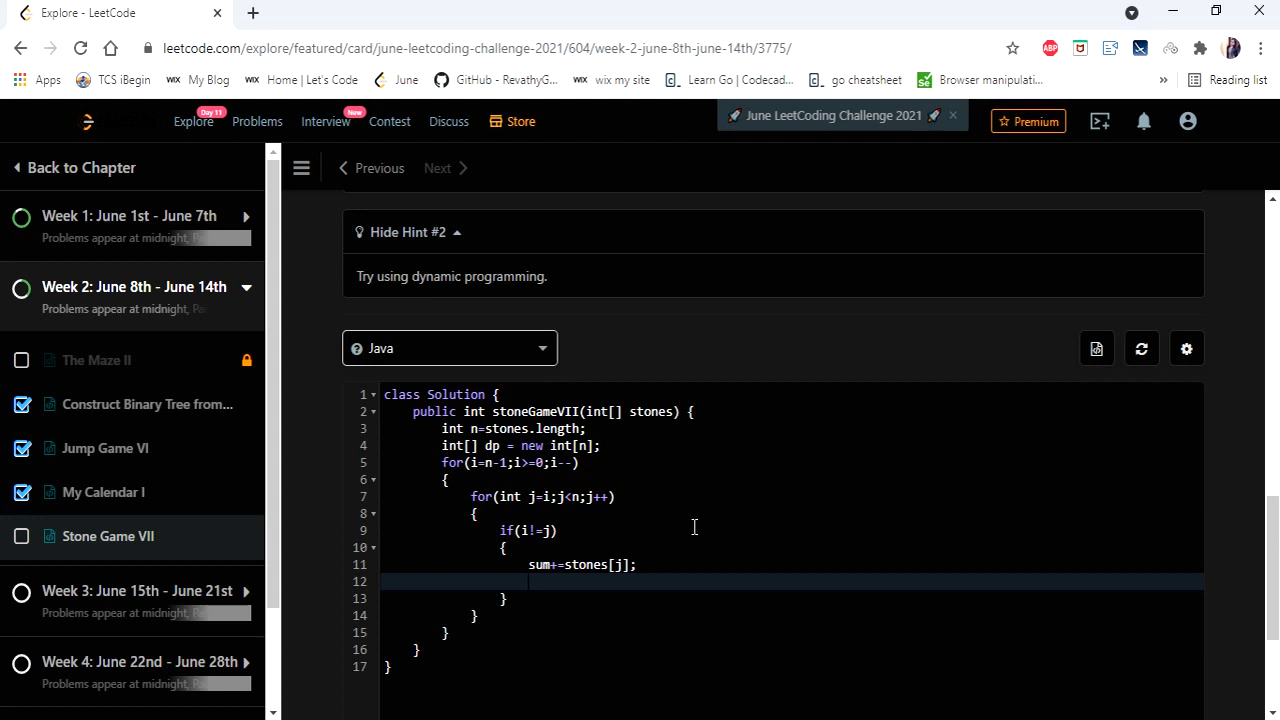 Explore - LeetCode
leetcode.com/explore/featured/card/june-leetcoding-challenge-2021/604/week-2-june-8th-june-14th/3775/
ABP
Apps TCS iBegin WIX My Blog WIX Home | Let's Code June GitHub - RevathyG... WIX wix my site Learn Go | Codecad... go cheatsheet Se Browser manipulati... » Reading list
Day 11 New
Explore Problems Interview Contest Discuss Store June LeetCoding Challenge 2021 × Premium
Back to Chapter
Previous Next
Week 1: June 1st - June 7th
Problems appear at midnight,
Week 2: June 8th - June 14th
Problems appear at midnight,
The Maze II
Construct Binary Tree from...
Jump Game VI
My Calendar I
Stone Game VII
Week 3: June 15th - June 21st
Problems appear at midnight,
Week 4: June 22nd - June 28th
Problems appear at midnight,
Hide Hint #2
Try using dynamic programming.
Java
1 class Solution {
2 public int stoneGameVII(int[] stones) {
3 int n=stones.length;
4 int[] dp = new int[n];
5 for(i=n-1;i>=0;i--)
6 {
7 for(int j=i;j<n;j++)
8 {
9 if(i!=j)
10 {
11 sum+=stones[j];
12
13 }
14 }
15 }
16 }
17 }